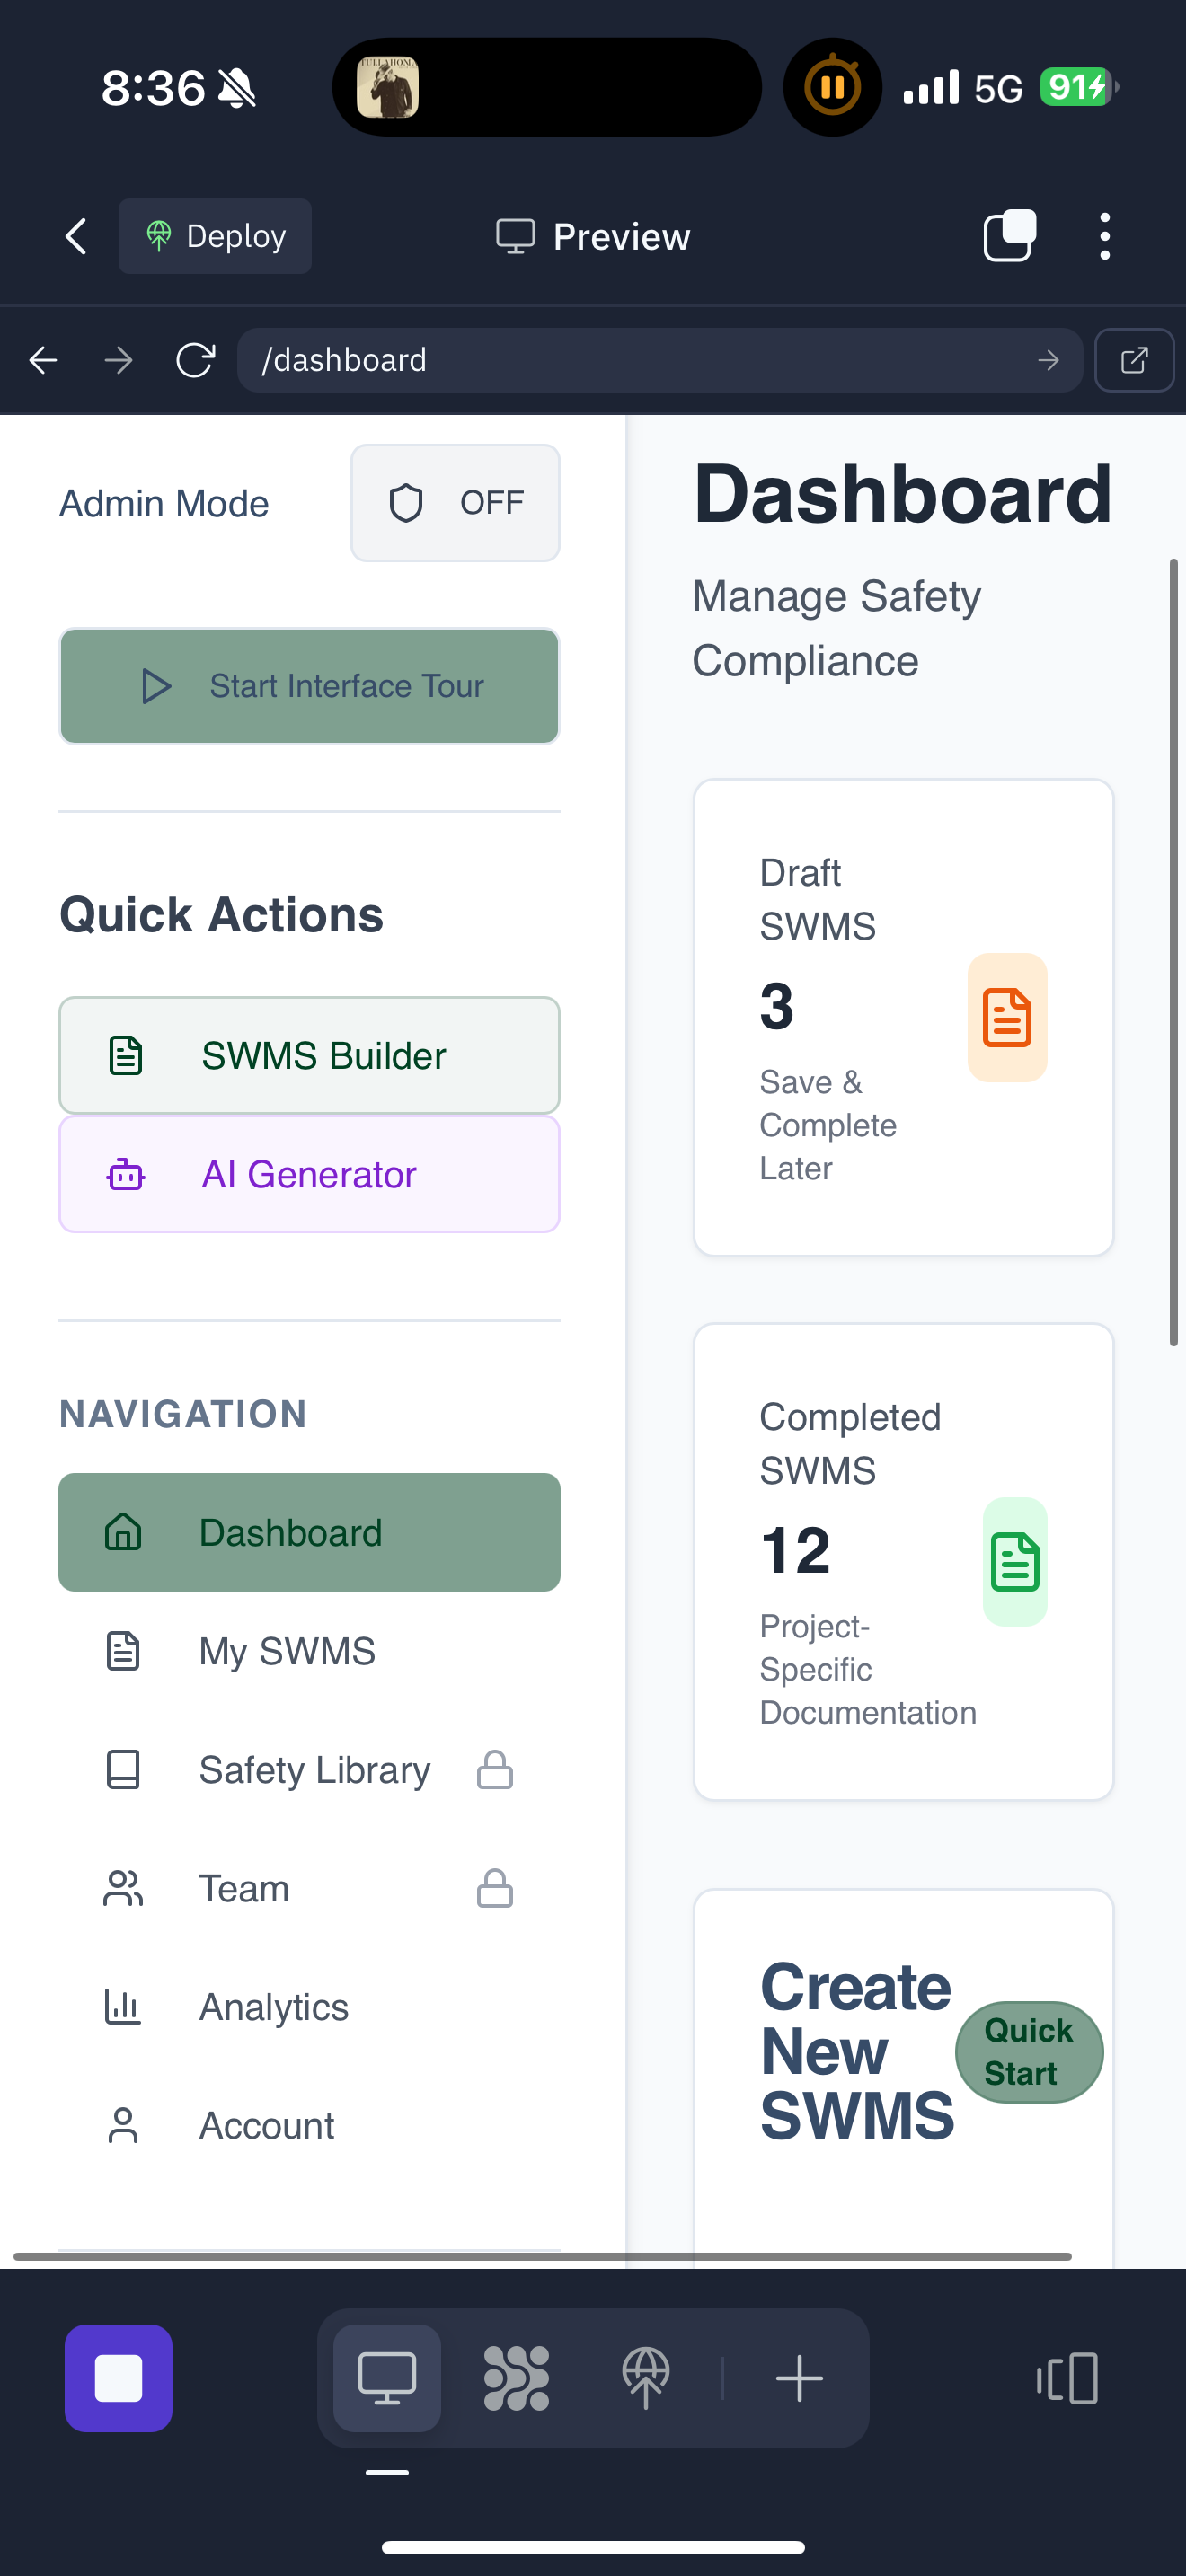 8:36
TULLAHOMA
5G
91
Deploy
Preview
/dashboard
Admin Mode
OFF
Start Interface Tour
Quick Actions
SWMS Builder
AI Generator
NAVIGATION
Dashboard
My SWMS
Safety Library
Team
Analytics
Account
Dashboard
Manage Safety
Compliance
Draft
SWMS
3
Save &
Complete
Later
Completed
SWMS
12
Project-
Specific
Documentation
Create
New
SWMS
Quick
Start